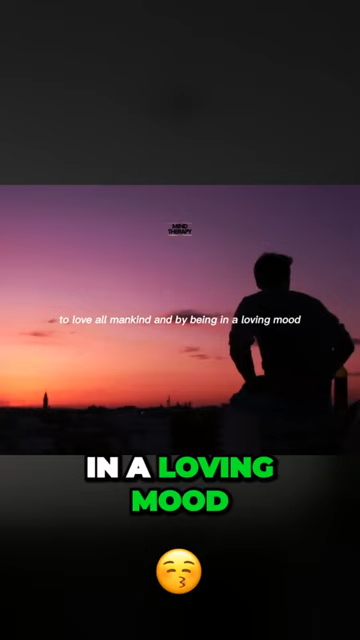 MIND
THERAPY
to love all mankind and by being in a loving mood
IN A LOVING
MOOD